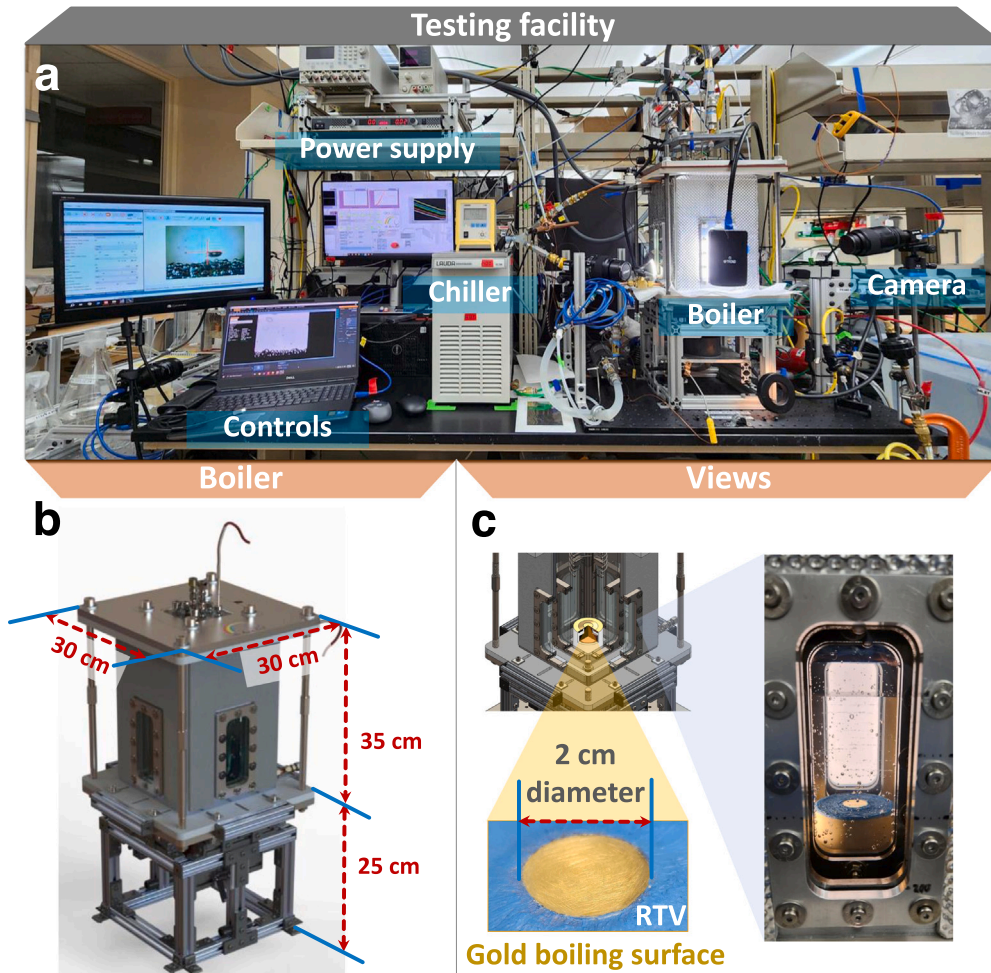 Testing facility
a
Power supply
LAUDA
Chiller
Boiler
Camera
Controls
Boiler
Views
b
c
30 cm
30 cm
35 cm
25 cm
2 cm
diameter
RTV
Gold boiling surface